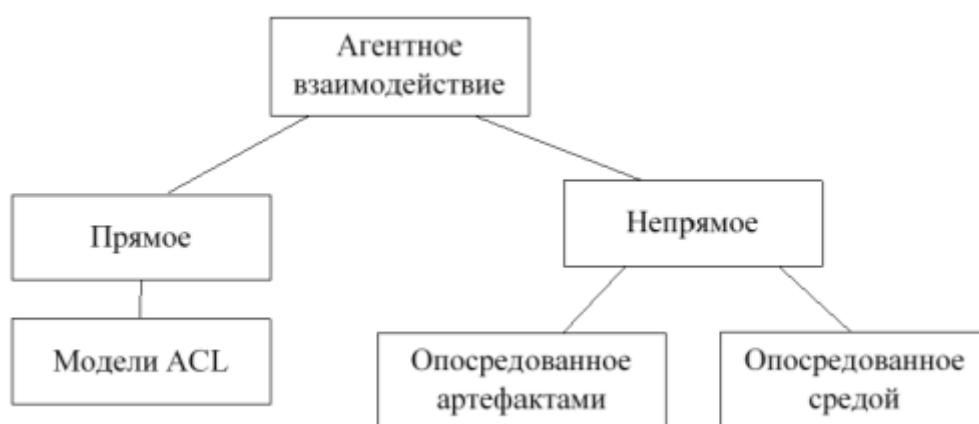 Агентное
взаимодействие
Прямое
Непрямое
Модели ACL
Опосредованное
артефактами
Опосредованное
средой